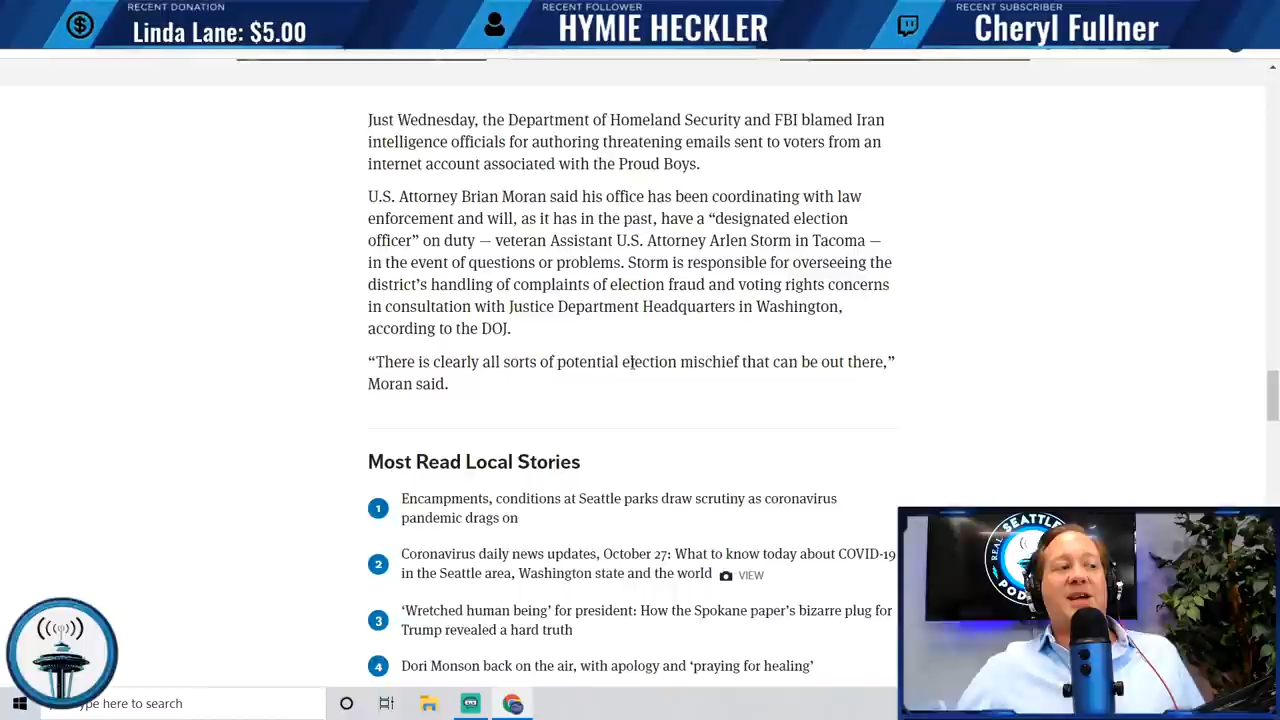 RECENT DONATION
Linda Lane: $5.00
RECENT FOLLOWER
HYMIE HECKLER
RECENT SUBSCRIBER
Cheryl Fullner
Just Wednesday, the Department of Homeland Security and FBI blamed Iran
intelligence officials for authoring threatening emails sent to voters from an
internet account associated with the Proud Boys.
U.S. Attorney Brian Moran said his office has been coordinating with law
enforcement and will, as it has in the past, have a “designated election
officer” on duty — veteran Assistant U.S. Attorney Arlen Storm in Tacoma —
in the event of questions or problems. Storm is responsible for overseeing the
district’s handling of complaints of election fraud and voting rights concerns
in consultation with Justice Department Headquarters in Washington,
according to the DOJ.
“There is clearly all sorts of potential election mischief that can be out there,”
Moran said.
Most Read Local Stories
1 Encampments, conditions at Seattle parks draw scrutiny as coronavirus
pandemic drags on
2 Coronavirus daily news updates, October 27: What to know today about COVID-19
in the Seattle area, Washington state and the world VIEW
3 ‘Wretched human being’ for president: How the Spokane paper’s bizarre plug for
Trump revealed a hard truth
4 Dori Monson back on the air, with apology and ‘praying for healing’
REAL SEATTLE
type here to search